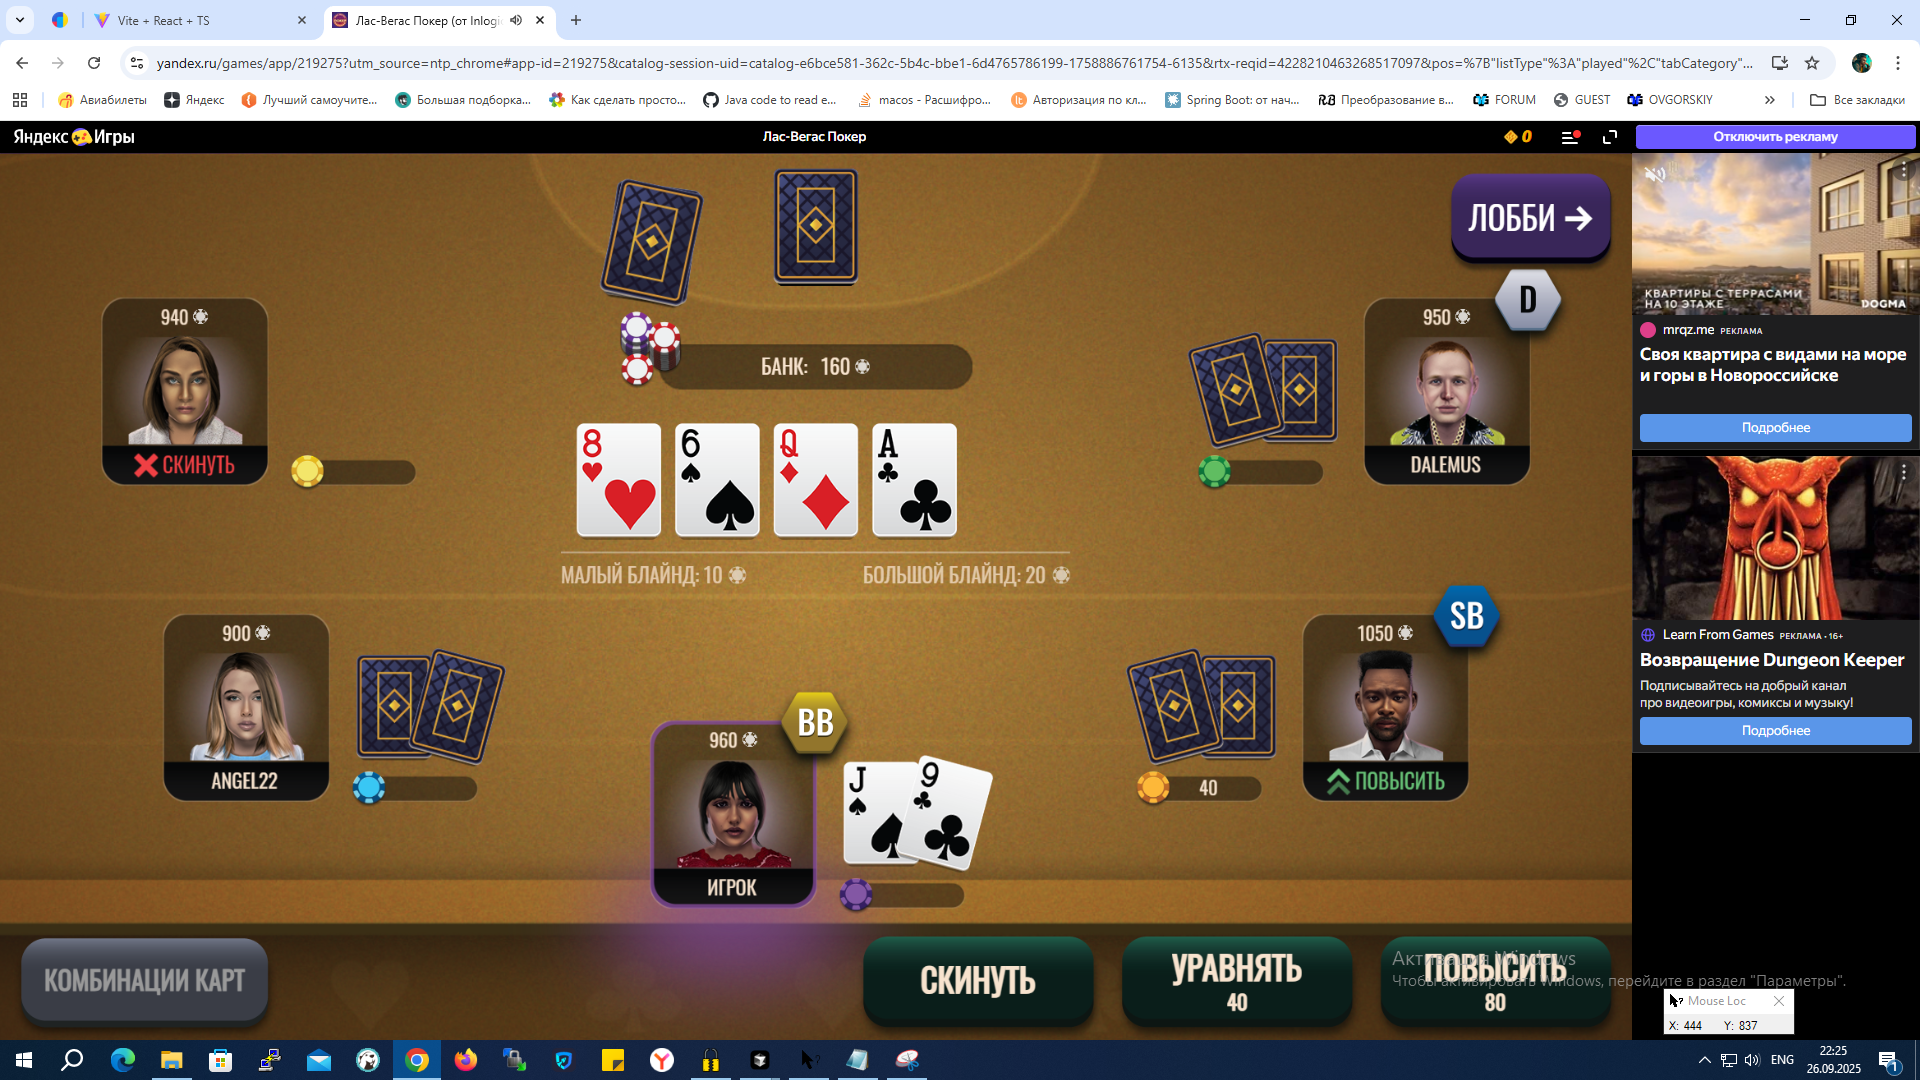 Vite + React + TS
Лас-Вегас Покер (от Inlogic
yandex.ru/games/app/219275?utm_source=ntp_chrome#app-id=219275&catalog-session-uid=catalog-e6bce581-362c-5b4c-bbe1-6d4765786199-1758886761754-6135&rtx-reqid=4228210463268517097&pos=%7B"listType"%3A"played"%2C"tabCategory"...
Авиабилеты
Яндекс
Лучший самоучите...
Большая подборка...
Как сделать просто...
Java code to read e...
macos - Расшифро...
Авторизация по кл...
Spring Boot: от нач...
Преобразование в...
FORUM
GUEST
OVGORSKIY
Все закладки
Яндекс Игры
Лас-Вегас Покер
0
Отключить рекламу
ЛОББИ
D
940
СКИНУТЬ
БАНК: 160
950
DALEMUS
8
6
Q
A
МАЛЫЙ БЛАЙНД: 10
БОЛЬШОЙ БЛАЙНД: 20
900
ANGEL22
BB
960
ИГРОК
J
9
SB
1050
40
ПОВЫСИТЬ
КОМБИНАЦИИ КАРТ
СКИНУТЬ
УРАВНЯТЬ
40
ПОВЫСИТЬ
80
Активация Windows
Чтобы активировать Windows, перейдите в раздел "Параметры".
КВАРТИРЫ С ТЕРРАСАМИ
НА 10 ЭТАЖЕ
DOGMA
mrqz.me РЕКЛАМА
Своя квартира с видами на море
и горы в Новороссийске
Подробнее
Learn From Games РЕКЛАМА • 16+
Возвращение Dungeon Keeper
Подписывайтесь на добрый канал
про видеоигры, комиксы и музыку!
Подробнее
Mouse Loc
X: 444 Y: 837
ENG
22:25
26.09.2025
1